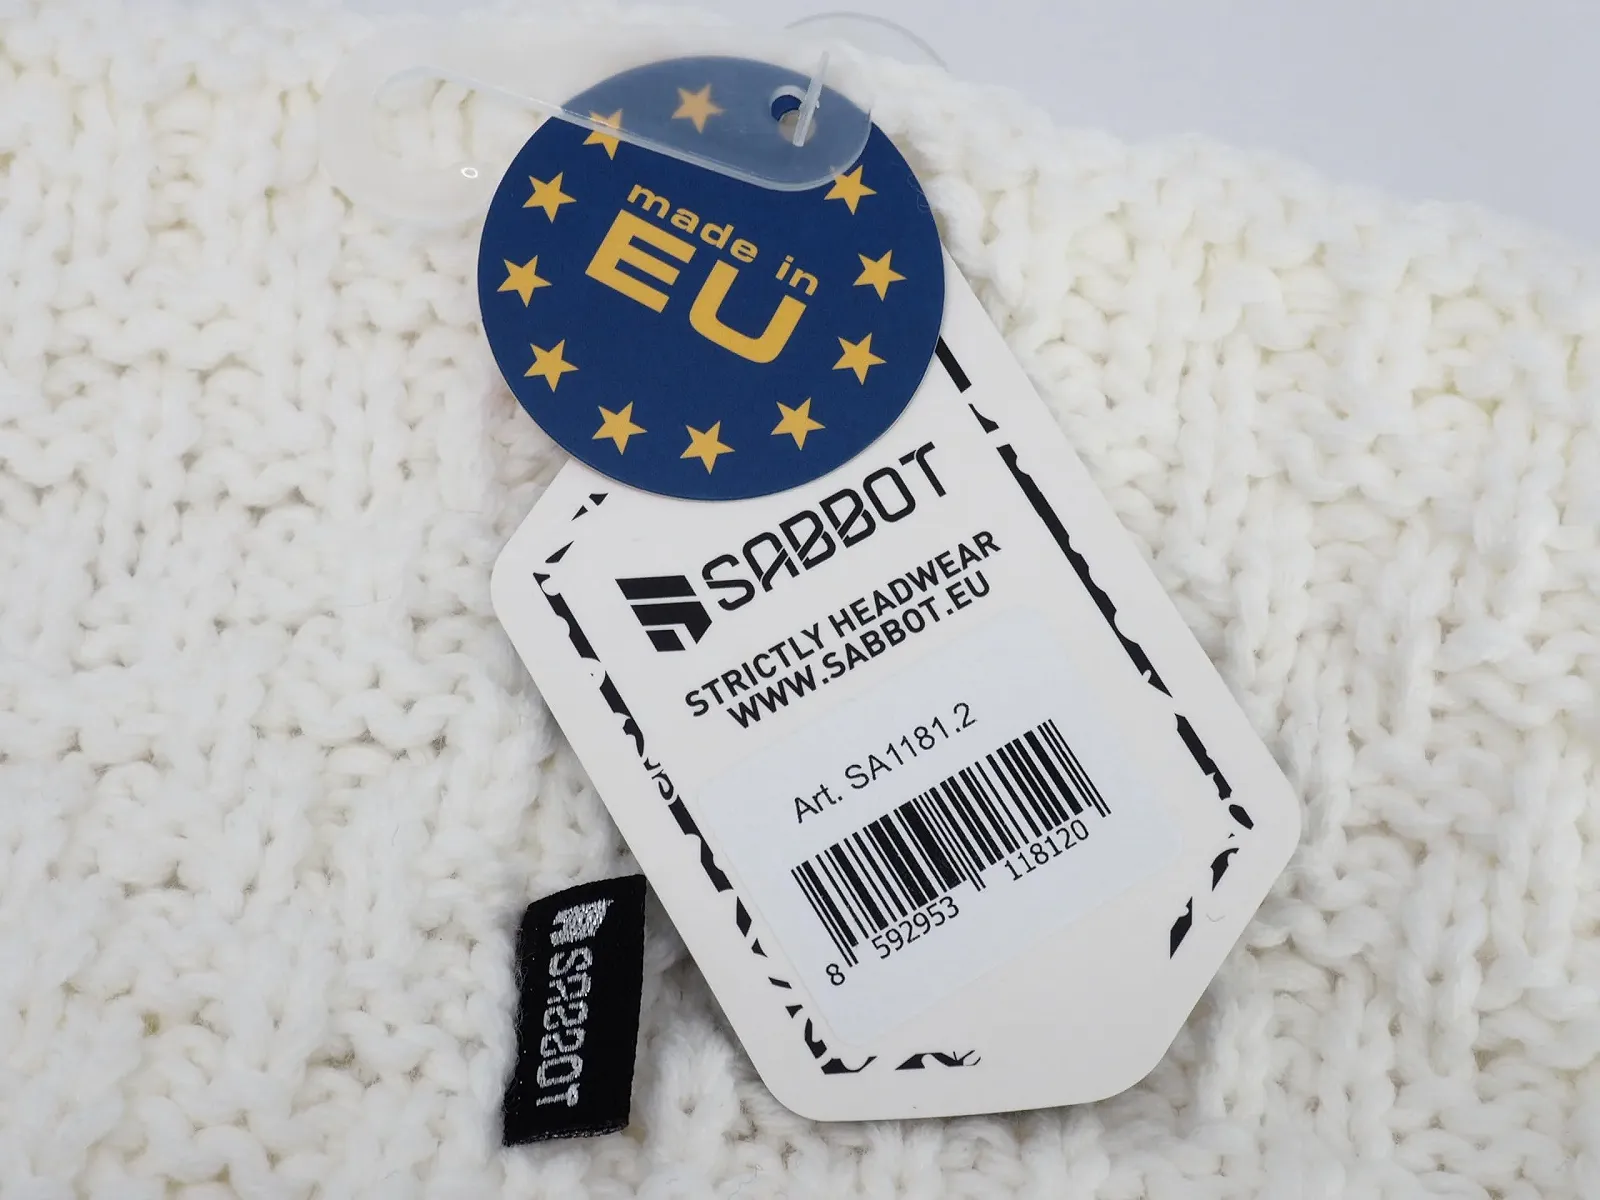 made in
EU
SABBOT
STRICTLY HEADWEAR
WWW.SABBOT.EU
Art. SA1181.2
8 592953 118120
SABBOT